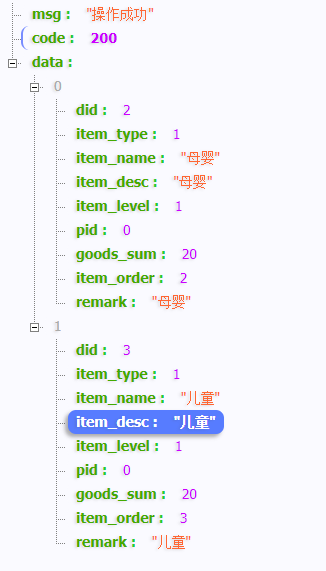 msg : "操作成功"
code : 200
data :
0
did : 2
item_type : 1
item_name : "母婴"
item_desc : "母婴"
item_level : 1
pid : 0
goods_sum : 20
item_order : 2
remark : "母婴"
1
did : 3
item_type : 1
item_name : "儿童"
item_desc : "儿童"
item_level : 1
pid : 0
goods_sum : 20
item_order : 3
remark : "儿童"